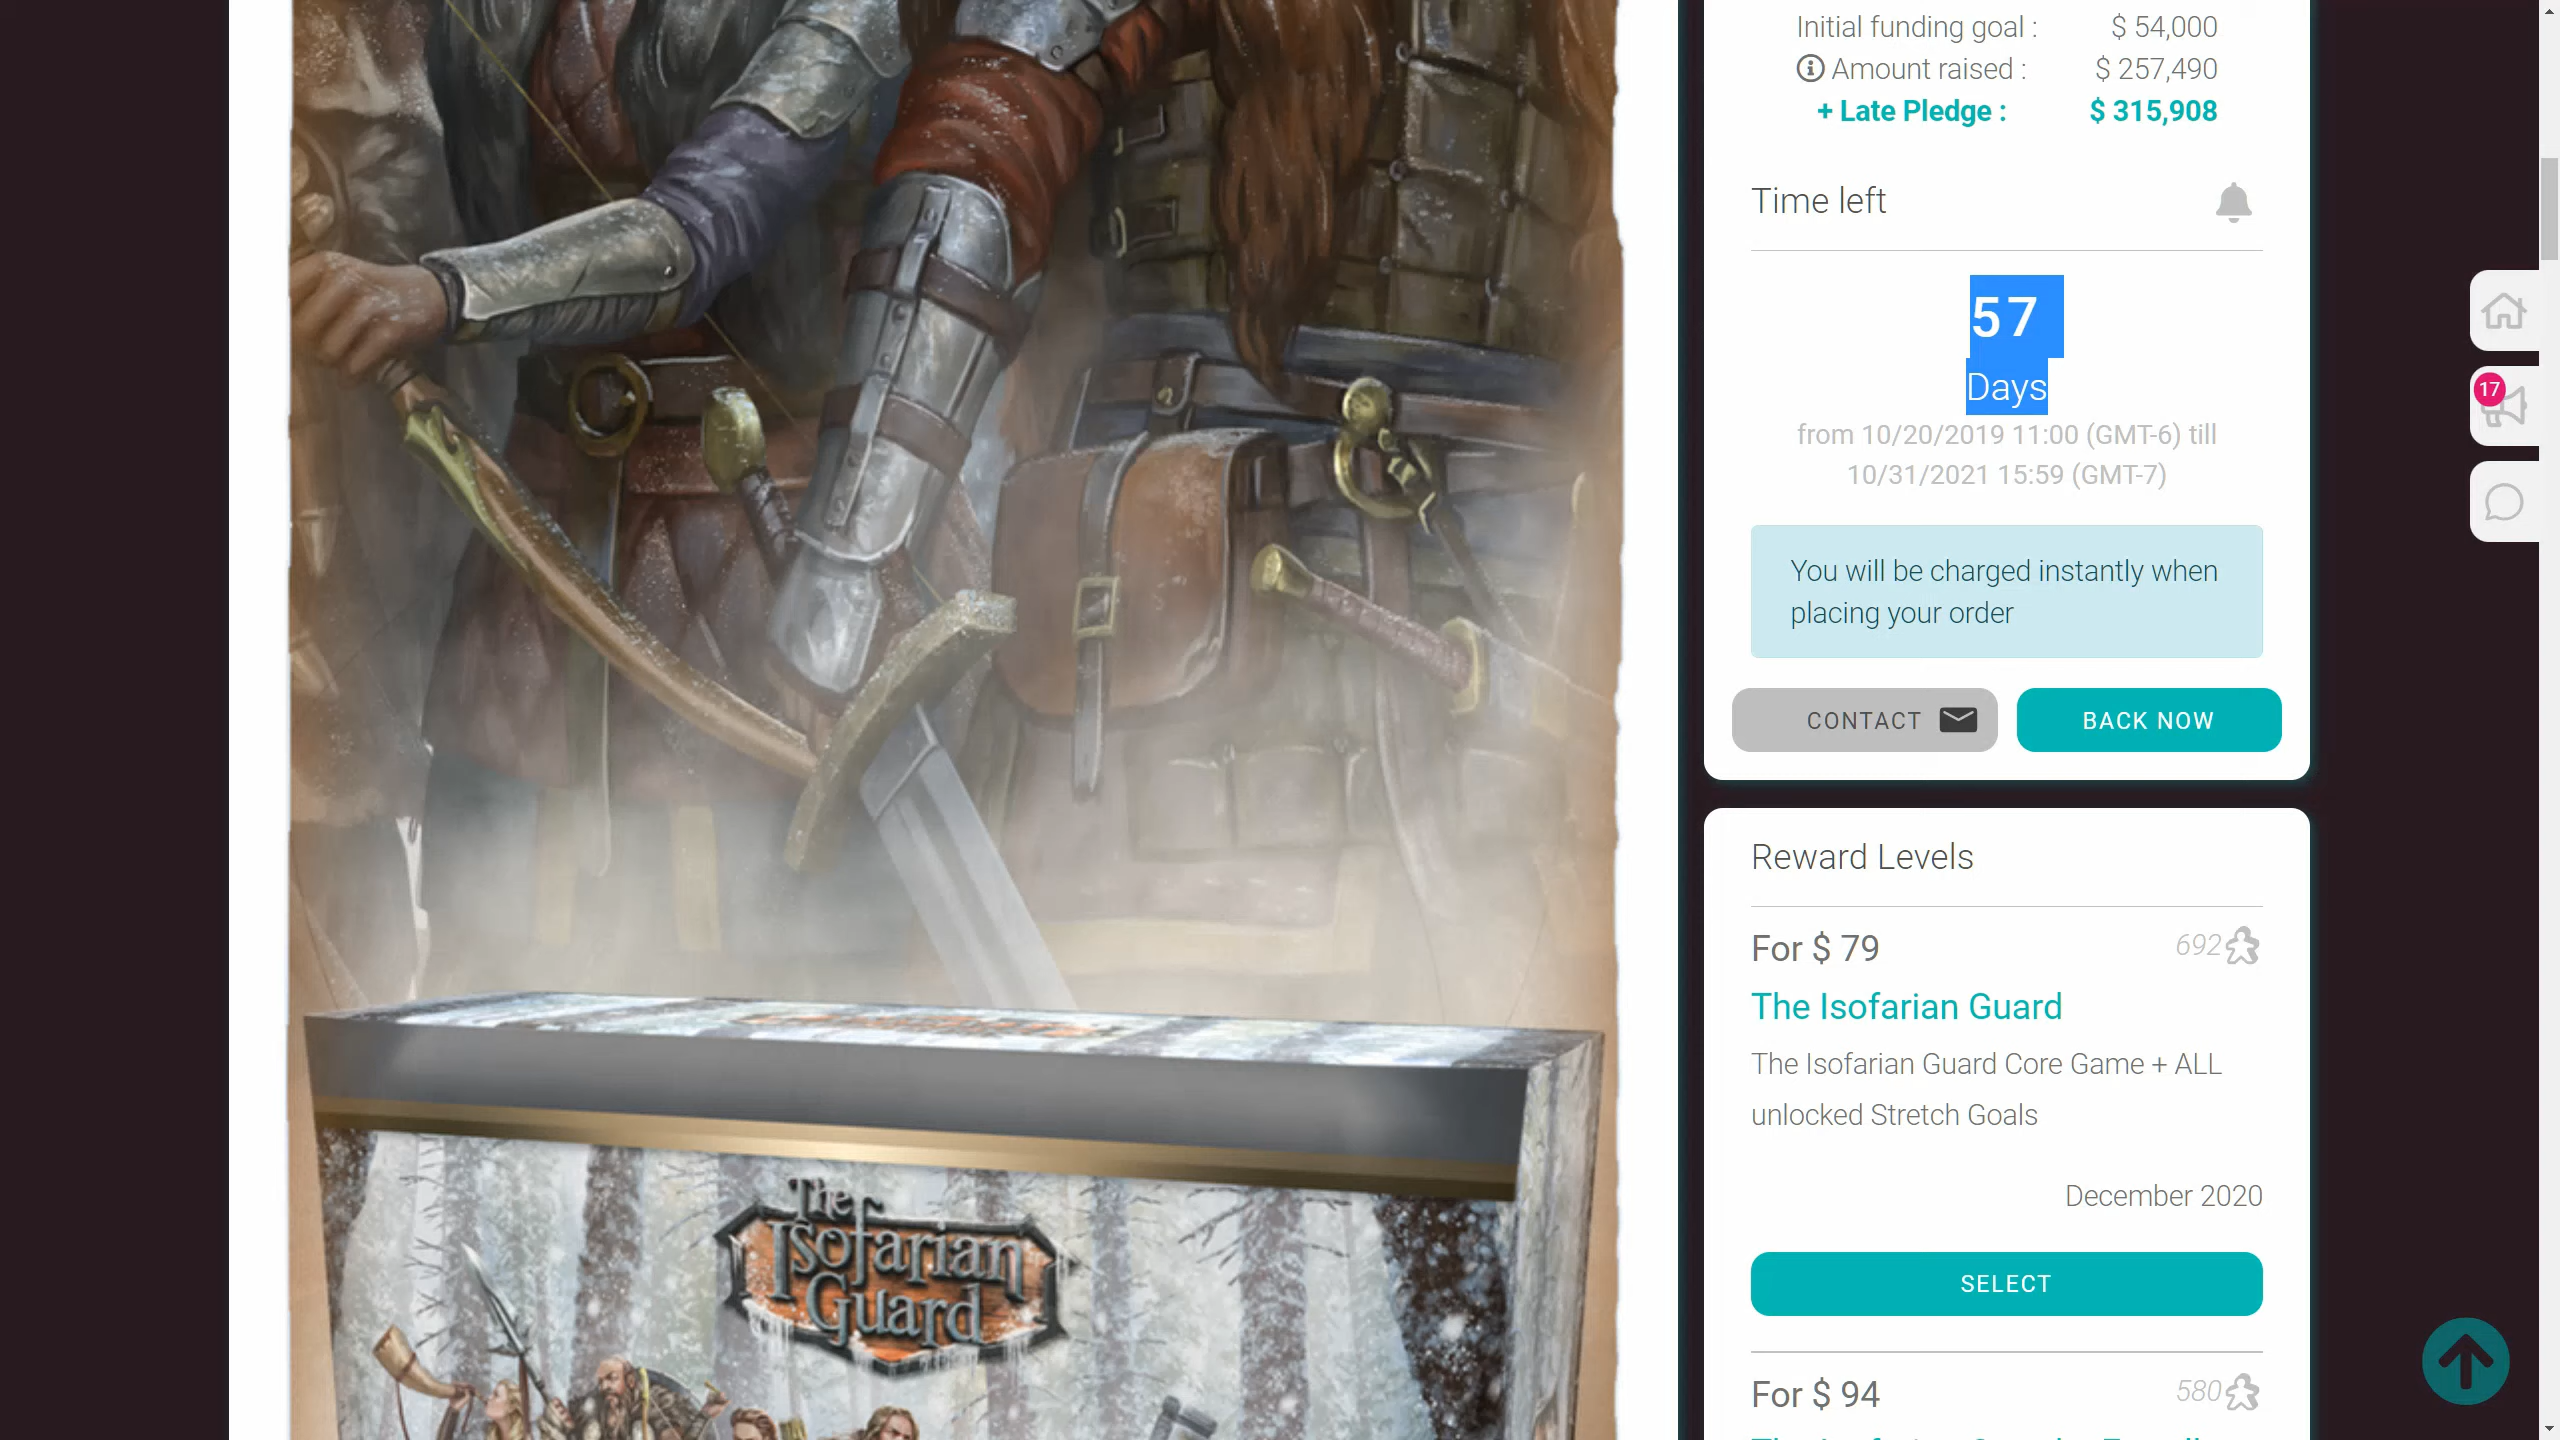 Initial funding goal : $ 54,000
Amount raised : $ 257,490
+ Late Pledge : $ 315,908
Time left
57
Days
from 10/20/2019 11:00 (GMT-6) till
10/31/2021 15:59 (GMT-7)
You will be charged instantly when
placing your order
CONTACT
BACK NOW
17
Reward Levels
For $ 79
692
The Isofarian Guard
The Isofarian Guard Core Game + ALL
unlocked Stretch Goals
December 2020
SELECT
For $ 94
580
The
Isofarian
Guard